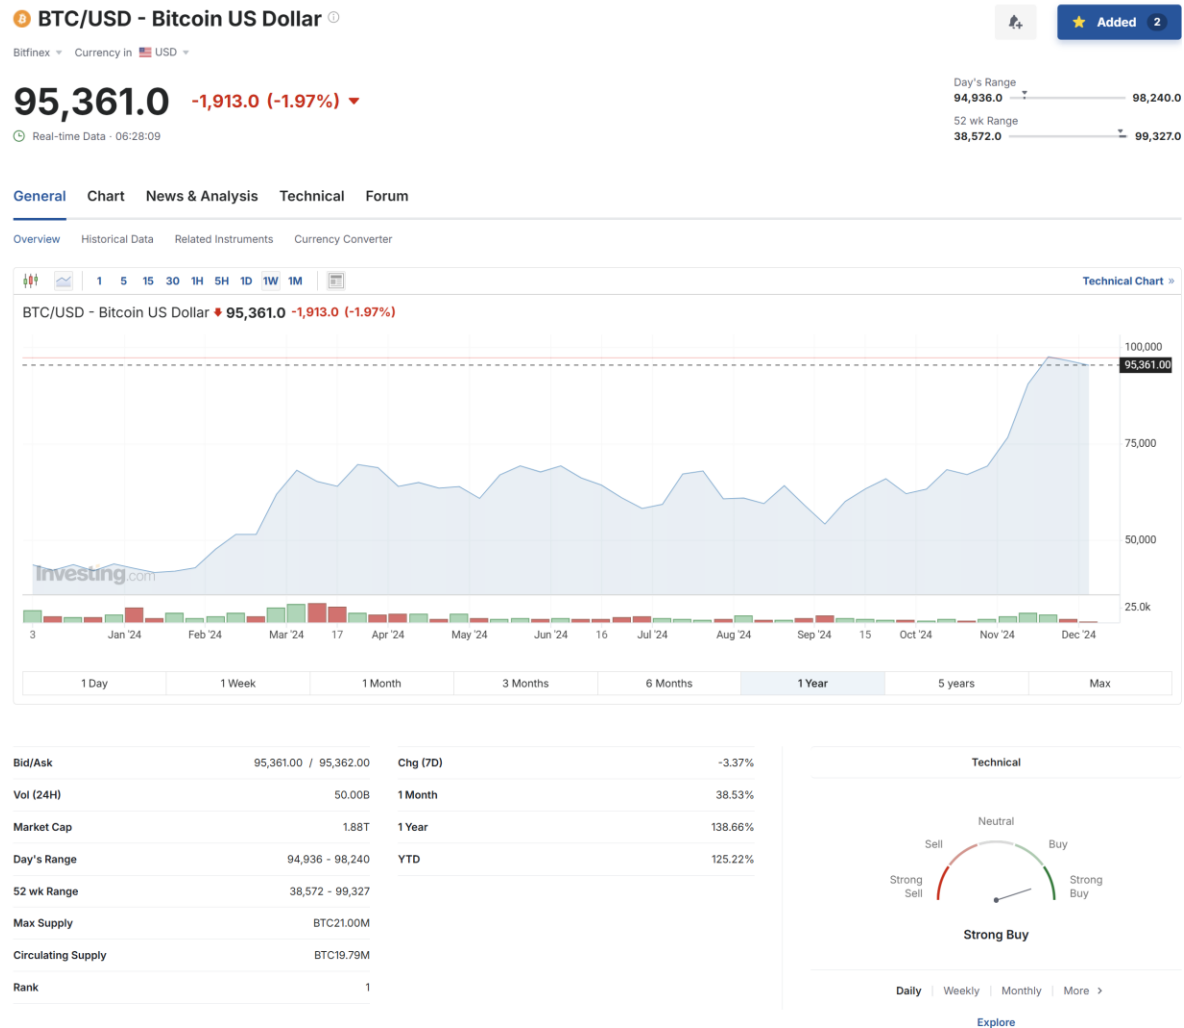 BTC/USD - Bitcoin US Dollar
Added 2
Bitfinex Currency in USD
95,361.0 -1,913.0 (-1.97%)
Real-time Data · 06:28:09
Day's Range
94,936.0 98,240.0
52 wk Range
38,572.0 99,327.0
General Chart News & Analysis Technical Forum
Overview Historical Data Related Instruments Currency Converter
1 5 15 30 1H 5H 1D 1W 1M Technical Chart »
BTC/USD - Bitcoin US Dollar 95,361.0 -1,913.0 (-1.97%)
100,000
95,361.00
75,000
50,000
Investing.com
25.0k
3 Jan '24 Feb '24 Mar '24 17 Apr '24 May '24 Jun '24 16 Jul '24 Aug '24 Sep '24 15 Oct '24 Nov '24 Dec '24
1 Day 1 Week 1 Month 3 Months 6 Months 1 Year 5 years Max
Bid/Ask 95,361.00 / 95,362.00
Vol (24H) 50.00B
Market Cap 1.88T
Day's Range 94,936 - 98,240
52 wk Range 38,572 - 99,327
Max Supply BTC21.00M
Circulating Supply BTC19.79M
Rank 1
Chg (7D) -3.37%
1 Month 38.53%
1 Year 138.66%
YTD 125.22%
Technical
Neutral
Sell Buy
Strong Sell
Strong Buy
Strong Buy
Daily Weekly Monthly More
Explore